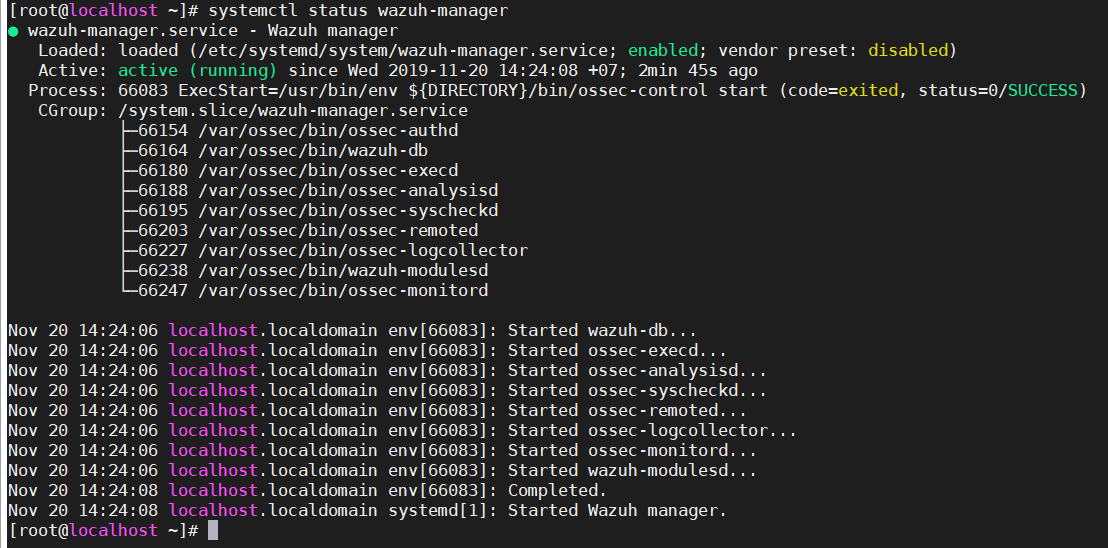 [root@localhost ~]# systemctl status wazuh-manager
● wazuh-manager.service - Wazuh manager
   Loaded: loaded (/etc/systemd/system/wazuh-manager.service; enabled; vendor preset: disabled)
   Active: active (running) since Wed 2019-11-20 14:24:08 +07; 2min 45s ago
  Process: 66083 ExecStart=/usr/bin/env ${DIRECTORY}/bin/ossec-control start (code=exited, status=0/SUCCESS)
   CGroup: /system.slice/wazuh-manager.service
           ├─66154 /var/ossec/bin/ossec-authd
           ├─66164 /var/ossec/bin/wazuh-db
           ├─66180 /var/ossec/bin/ossec-execd
           ├─66188 /var/ossec/bin/ossec-analysisd
           ├─66195 /var/ossec/bin/ossec-syscheckd
           ├─66203 /var/ossec/bin/ossec-remoted
           ├─66227 /var/ossec/bin/ossec-logcollector
           ├─66238 /var/ossec/bin/wazuh-modulesd
           └─66247 /var/ossec/bin/ossec-monitord
Nov 20 14:24:06 localhost.localdomain env[66083]: Started wazuh-db...
Nov 20 14:24:06 localhost.localdomain env[66083]: Started ossec-execd...
Nov 20 14:24:06 localhost.localdomain env[66083]: Started ossec-analysisd...
Nov 20 14:24:06 localhost.localdomain env[66083]: Started ossec-syscheckd...
Nov 20 14:24:06 localhost.localdomain env[66083]: Started ossec-remoted...
Nov 20 14:24:06 localhost.localdomain env[66083]: Started ossec-logcollector...
Nov 20 14:24:06 localhost.localdomain env[66083]: Started ossec-monitord...
Nov 20 14:24:06 localhost.localdomain env[66083]: Started wazuh-modulesd...
Nov 20 14:24:08 localhost.localdomain env[66083]: Completed.
Nov 20 14:24:08 localhost.localdomain systemd[1]: Started Wazuh manager.
[root@localhost ~]#